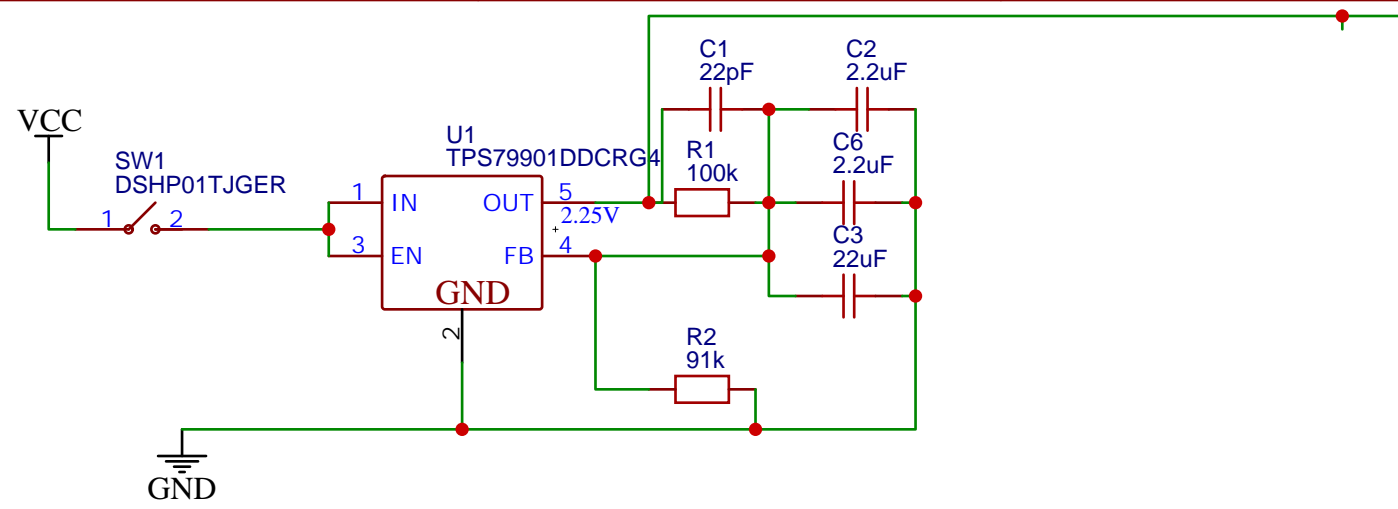 VCC
SW1
DSHP01TJGER
1
2
U1
TPS79901DDCRG4
1
IN
3
EN
OUT
5
2.25V
FB
4
GND
2
C1
22pF
R1
100k
C2
2.2uF
C6
2.2uF
C3
22uF
R2
91k
GND